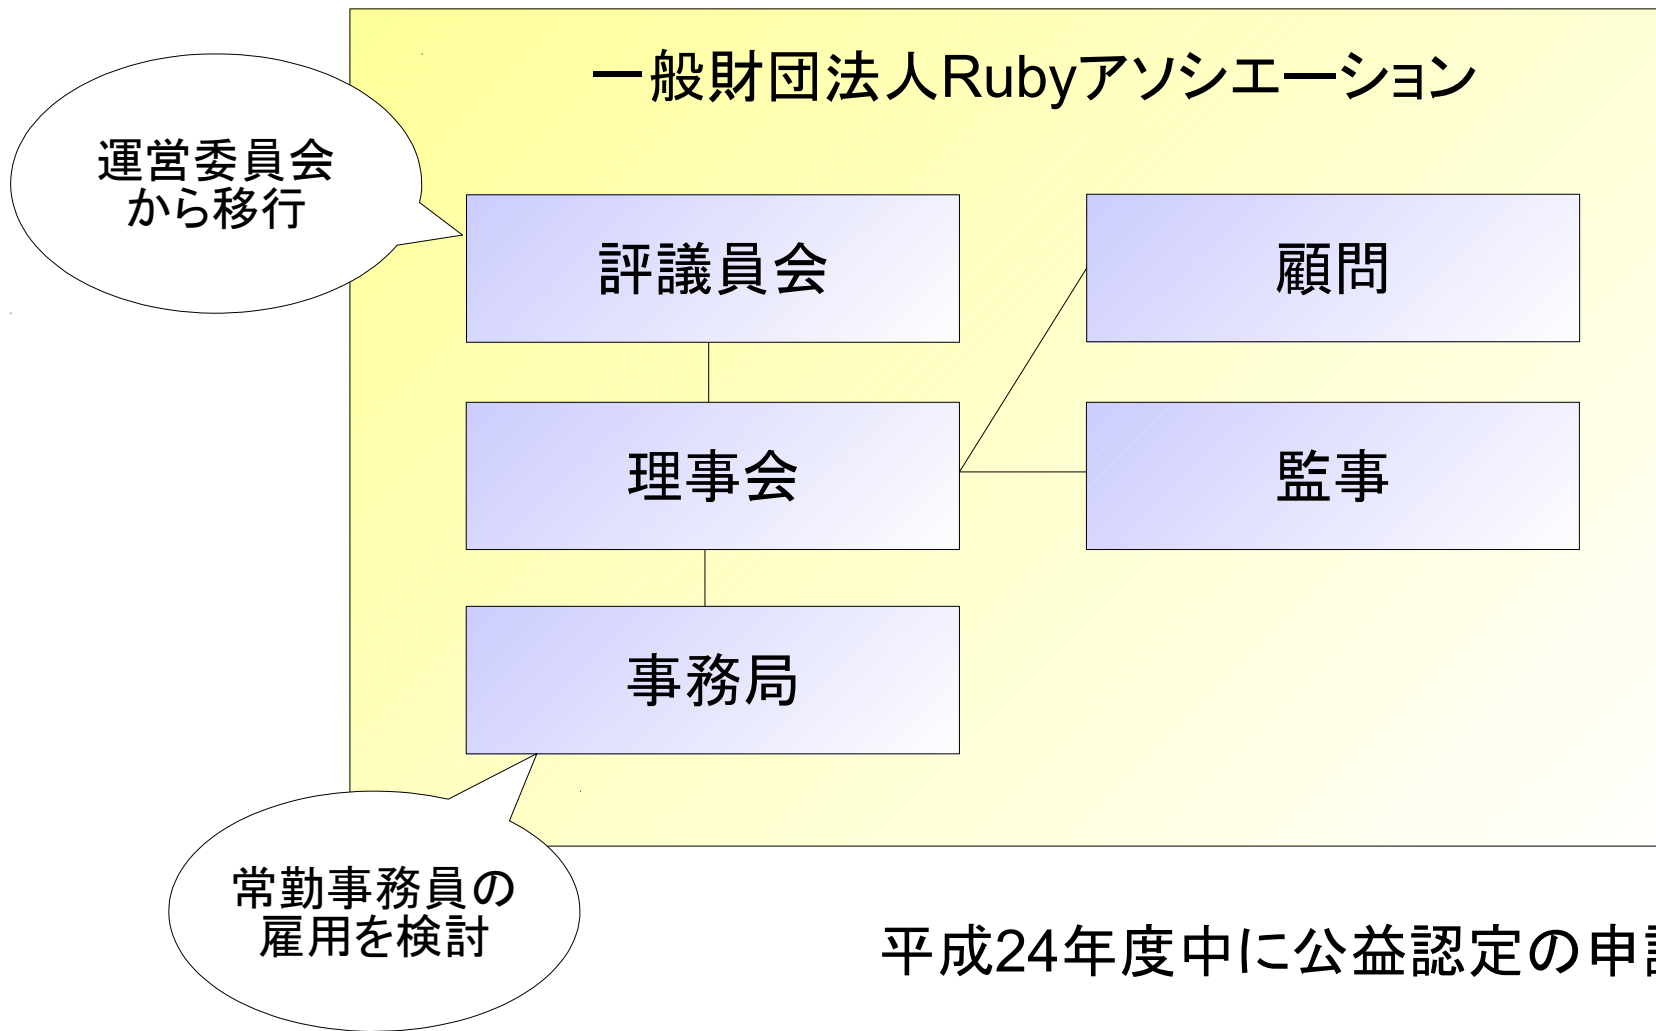 一般財団法人Rubyアソシエーション
運営委員会
から移行
評議員会
顧問
理事会
監事
事務局
常勤事務員の
雇用を検討
平成24年度中に公益認定の申